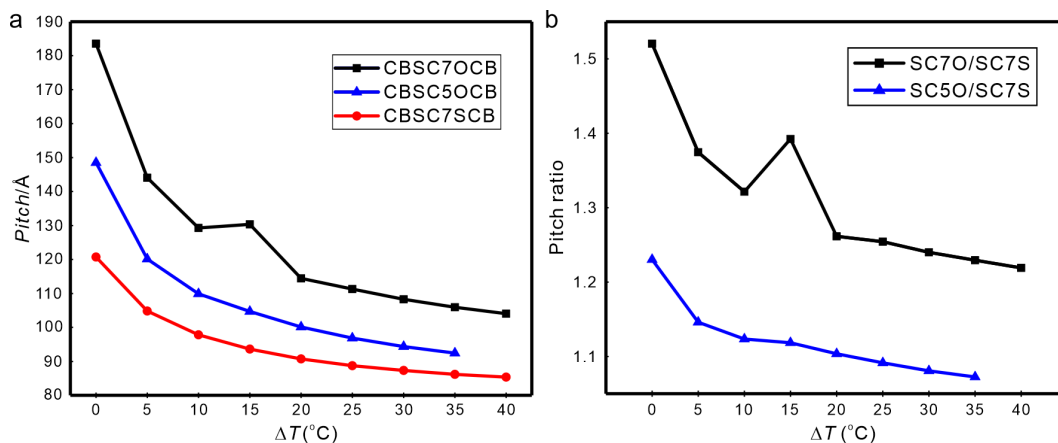 a
190
180
170
160
150
140
130
120
110
100
90
80
Pitch/Å
CBSC7OCB
CBSC5OCB
CBSC7SCB
0 5 10 15 20 25 30 35 40
ΔT(°C)
b
1.5
1.4
1.3
1.2
1.1
Pitch ratio
SC7O/SC7S
SC5O/SC7S
0 5 10 15 20 25 30 35 40
ΔT(°C)